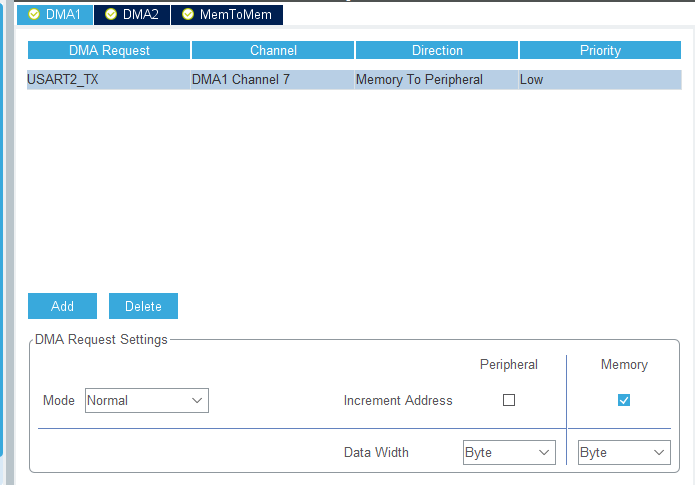 DMA1 DMA2 MemToMem
DMA Request Channel Direction Priority
USART2_TX DMA1 Channel 7 Memory To Peripheral Low
Add Delete
DMA Request Settings
Peripheral Memory
Mode Normal Increment Address
Data Width Byte Byte